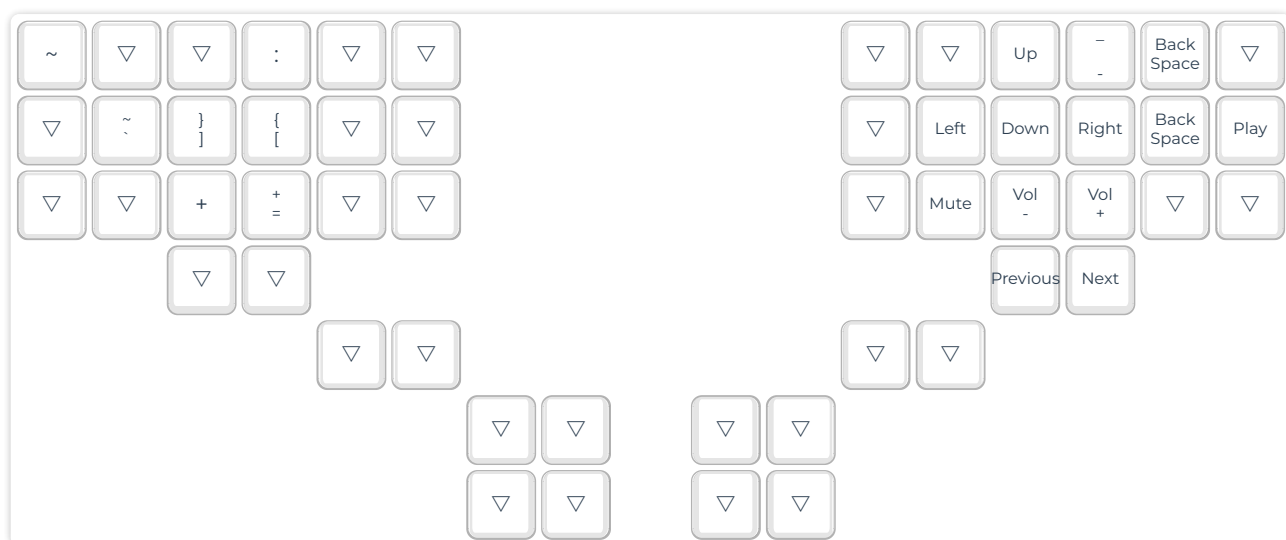 ~ ▽ ▽ : ▽ ▽ ▽ ▽ Up _ - Back Space ▽
▽ ~ ` } ] { [ ▽ ▽ ▽ Left Down Right Back Space Play
▽ ▽ + + = ▽ ▽ ▽ Mute Vol - Vol + ▽ ▽
▽ ▽ Previous Next
▽ ▽ ▽ ▽
▽ ▽ ▽ ▽
▽ ▽ ▽ ▽